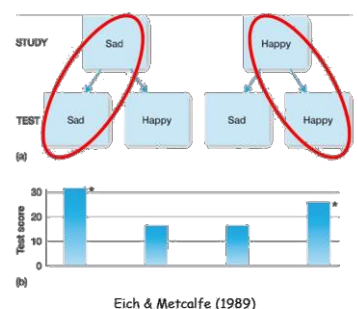 STUDY Sad Happy
TEST Sad Happy Sad Happy
(a)
Test score
30 * *
20
10
0
(b)
Eich & Metcalfe (1989)